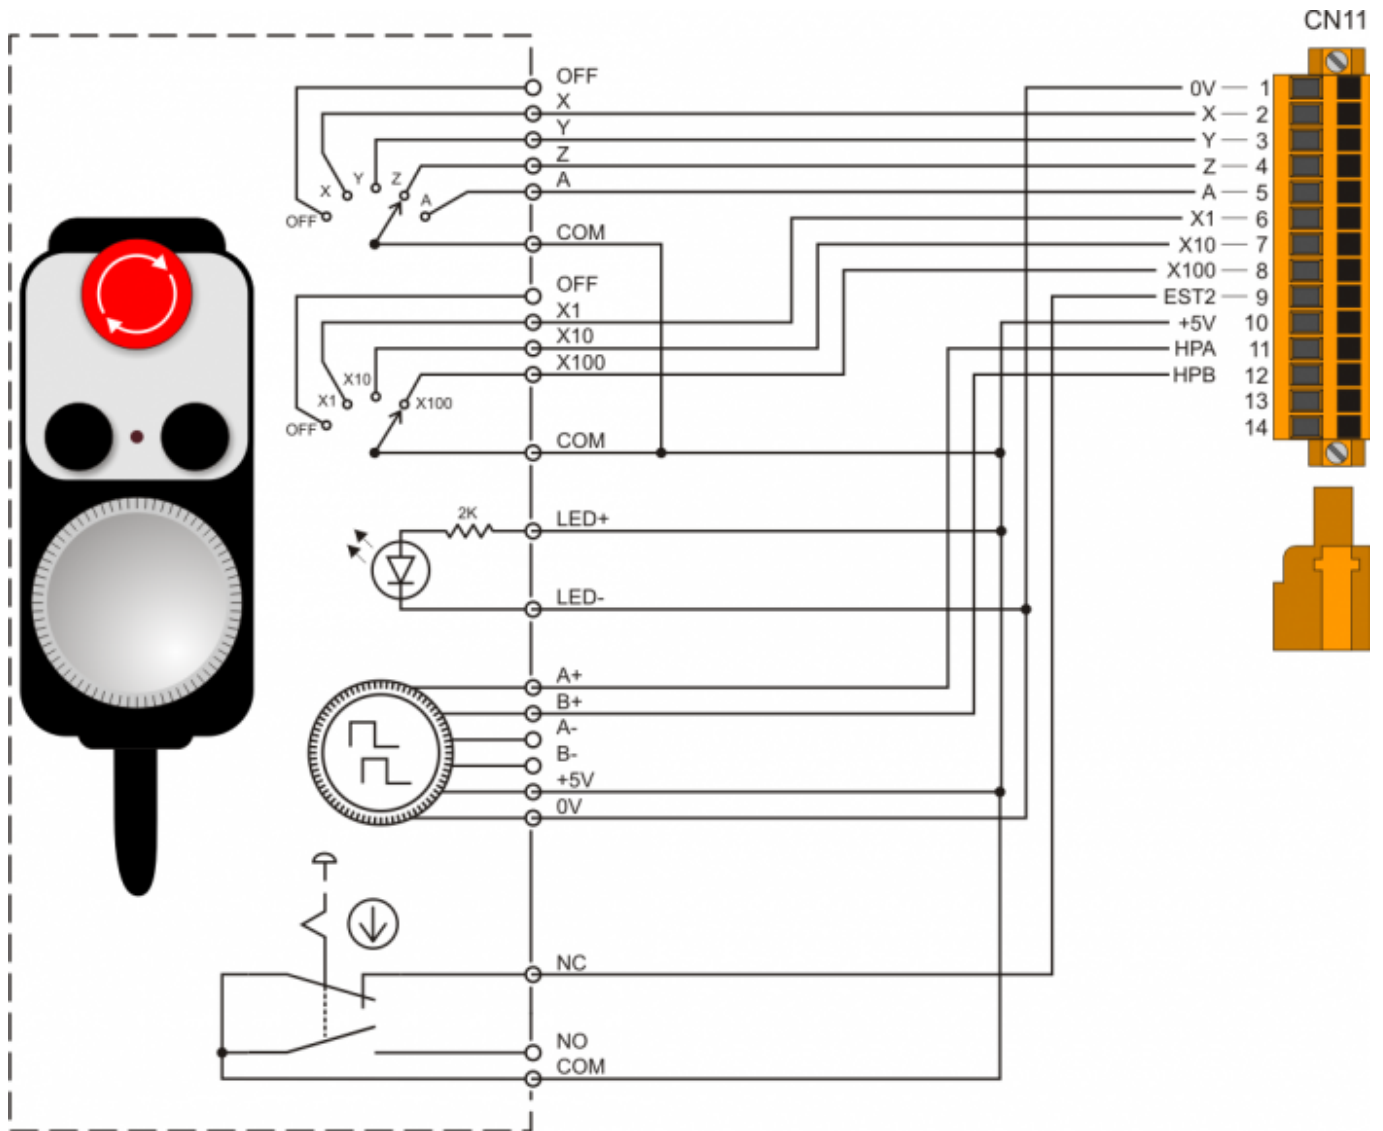 CN11
OFF
X
Y
Z
A
COM
OFF
X1
X10
X100
COM
LED+
LED-
A+
B+
A-
B-
+5V
0V
NC
NO
COM
OFF
X
Y
Z
A
OFF
X1
X10
X100
2K
0V 1
X 2
Y 3
Z 4
A 5
X1 6
X10 7
X100 8
EST2 9
+5V 10
HPA 11
HPB 12
13
14